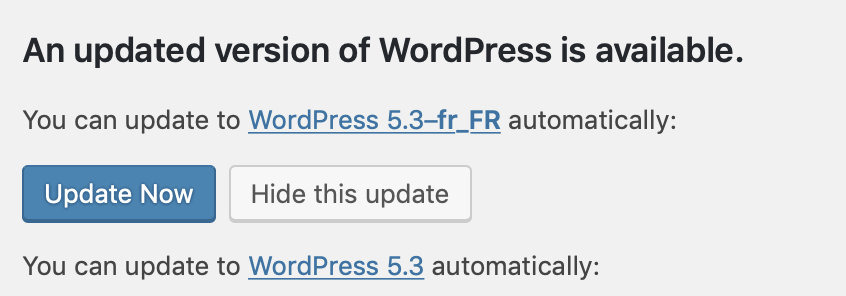 An updated version of WordPress is available.
You can update to WordPress 5.3–fr_FR automatically:
Update Now Hide this update
You can update to WordPress 5.3 automatically: